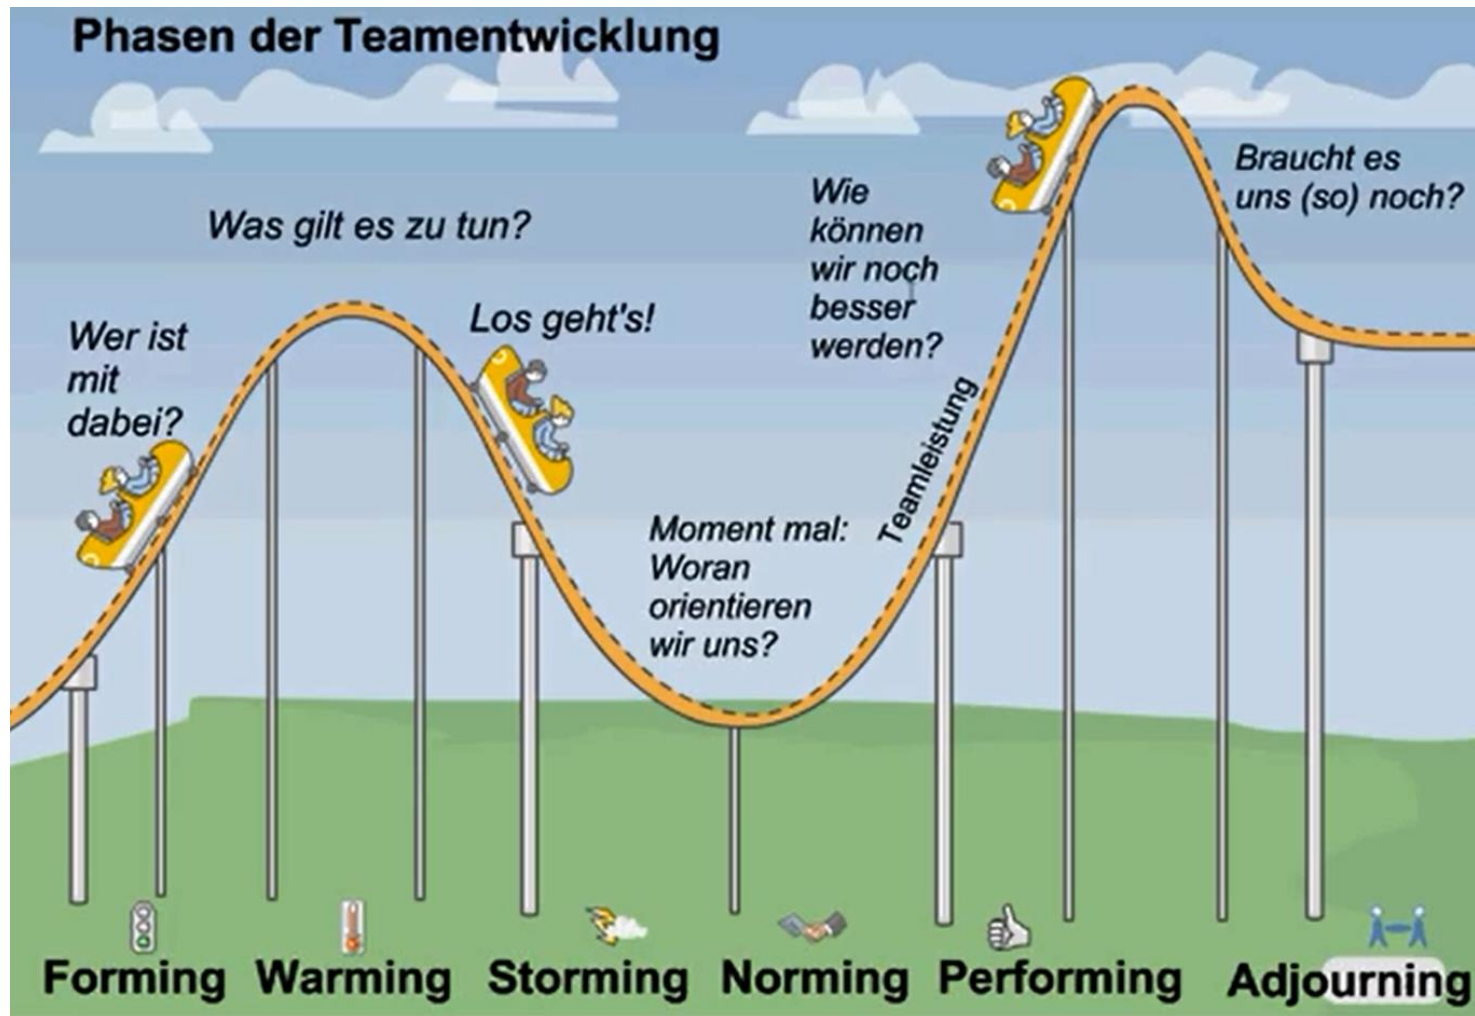 Phasen der Teamentwicklung
Wer ist
mit
dabei?
Was gilt es zu tun?
Los geht's!
Moment mal:
Woran
orientieren
wir uns?
Teamleistung
Wie
können
wir noch
besser
werden?
Braucht es
uns (so) noch?
Forming Warming Storming Norming Performing Adjourning